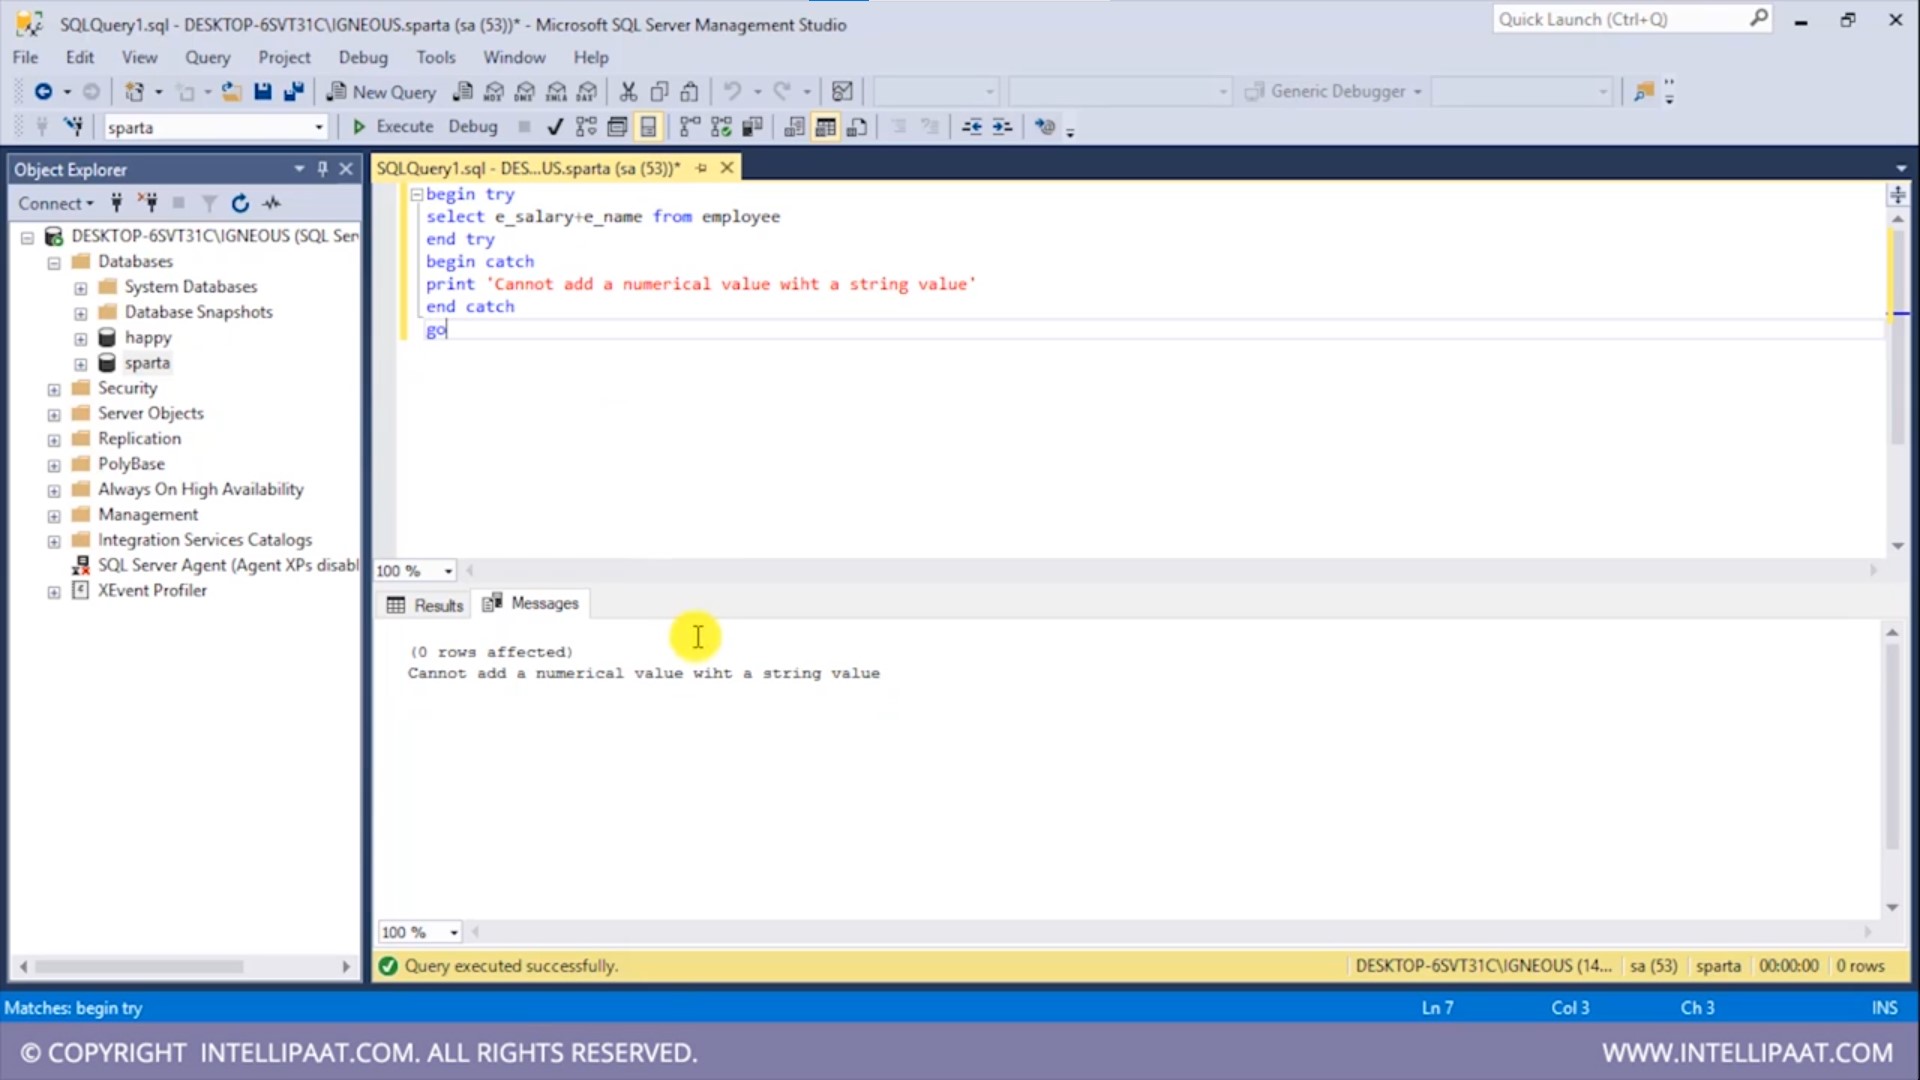 SQLQuery1.sql - DESKTOP-6SVT31C\IGNEOUS.sparta (sa (53))* - Microsoft SQL Server Management Studio
Quick Launch (Ctrl+Q)
File Edit View Query Project Debug Tools Window Help
New Query
Generic Debugger
sparta
Execute Debug
Object Explorer
SQLQuery1.sql - DES...US.sparta (sa (53))*
Connect
DESKTOP-6SVT31C\IGNEOUS (SQL Ser
Databases
System Databases
Database Snapshots
happy
sparta
Security
Server Objects
Replication
PolyBase
Always On High Availability
Management
Integration Services Catalogs
SQL Server Agent (Agent XPs disabl
XEvent Profiler
begin try
select e_salary+e_name from employee
end try
begin catch
print 'Cannot add a numerical value wiht a string value'
end catch
go
100 %
Results Messages
(0 rows affected)
Cannot add a numerical value wiht a string value
100 %
Query executed successfully.
DESKTOP-6SVT31C\IGNEOUS (14... sa (53) sparta 00:00:00 0 rows
Matches: begin try
Ln 7 Col 3 Ch 3 INS
© COPYRIGHT INTELLIPAAT.COM. ALL RIGHTS RESERVED.
WWW.INTELLIPAAT.COM